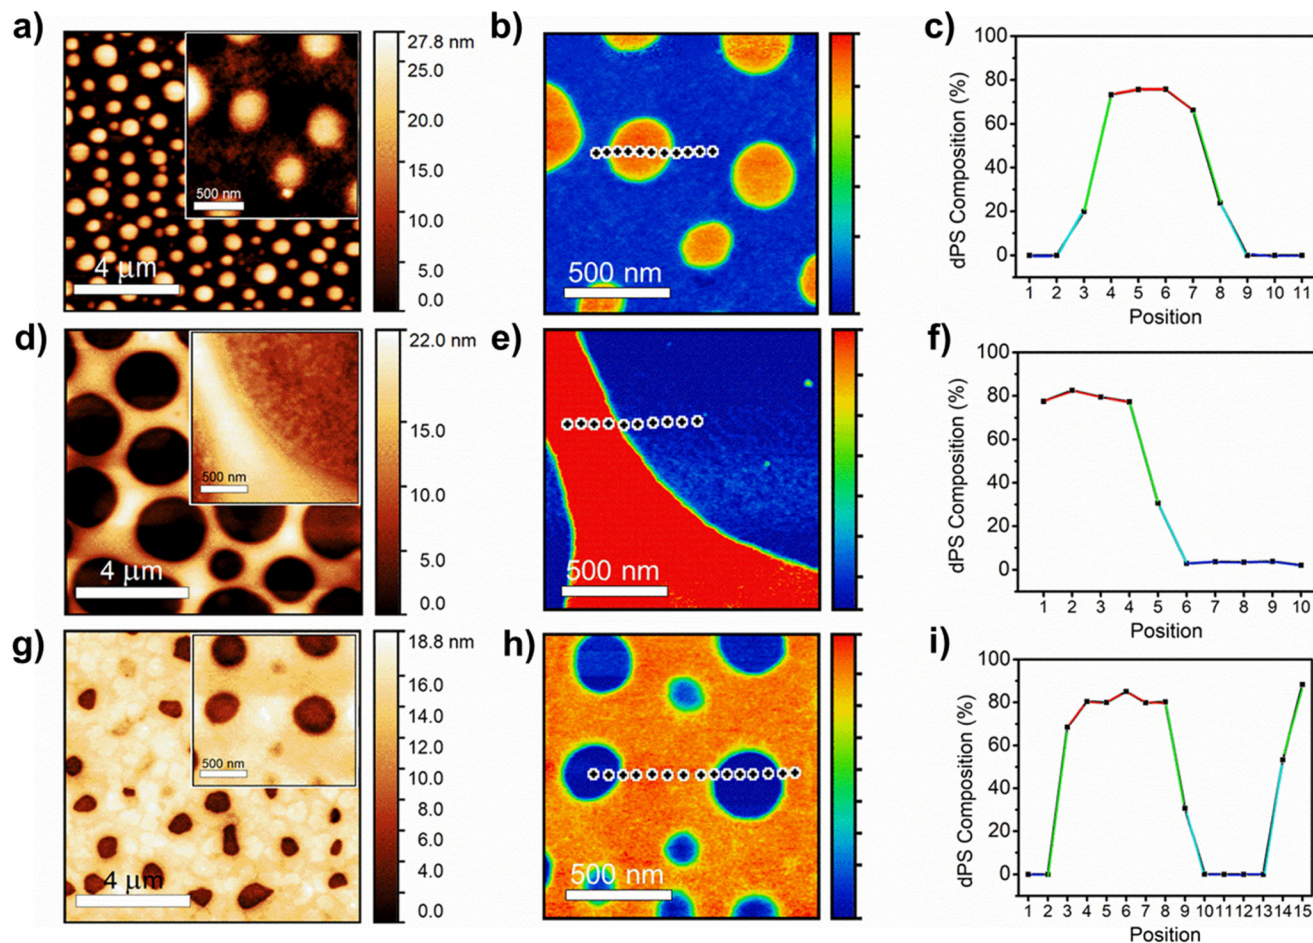 a)
27.8 nm
25.0
20.0
15.0
10.0
5.0
0.0
500 nm
4 μm
b)
500 nm
c)
100
80
60
40
20
0
dPS Composition (%)
1 2 3 4 5 6 7 8 9 10 11
Position
d)
22.0 nm
15.0
10.0
5.0
0.0
500 nm
4 μm
e)
500 nm
f)
100
80
60
40
20
0
dPS Composition (%)
1 2 3 4 5 6 7 8 9 10
Position
g)
18.8 nm
16.0
14.0
12.0
10.0
8.0
6.0
4.0
0.0
500 nm
4 μm
h)
500 nm
i)
100
80
60
40
20
0
dPS Composition (%)
1 2 3 4 5 6 7 8 9 10 11 12 13 14 15
Position